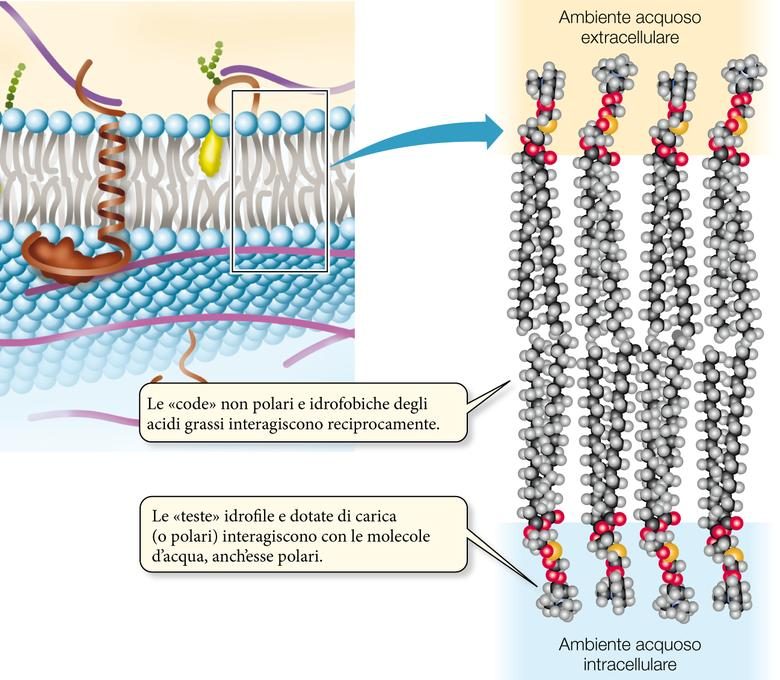 Ambiente acquoso
extracellulare
Le «code» non polari e idrofobiche degli
acidi grassi interagiscono reciprocamente.
Le «teste» idrofile e dotate di carica
(o polari) interagiscono con le molecole
d'acqua, anch'esse polari.
Ambiente acquoso
intracellulare